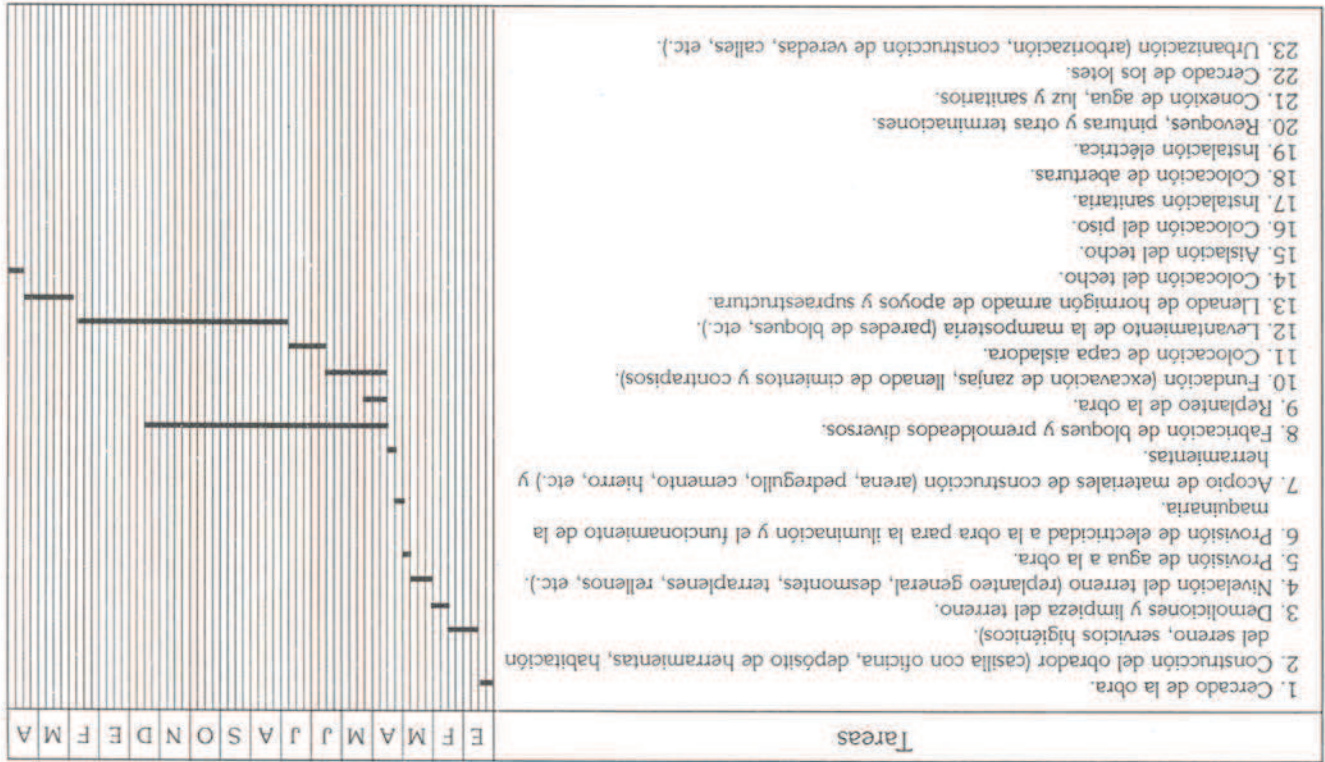 Tareas
E F M A M J J A S O N D E F M A
1. Cercado de la obra.
2. Construcción del obrador (casilla con oficina, depósito de herramientas, habitación
del sereno, servicios higiénicos).
3. Demoliciones y limpieza del terreno.
4. Nivelación del terreno (replanteo general, desmontes, terraplenes, rellenos, etc.).
5. Provisión de agua a la obra.
6. Provisión de electricidad a la obra para la iluminación y el funcionamiento de la
maquinaria.
7. Acopio de materiales de construcción (arena, pedregullo, cemento, hierro, etc.) y
herramientas.
8. Fabricación de bloques y premoldeados diversos.
9. Replanteo de la obra.
10. Fundación (excavación de zanjas, llenado de cimientos y contrapisos).
11. Colocación de capa aisladora.
12. Levantamiento de la mampostería (paredes de bloques, etc.).
13. Llenado de hormigón armado de apoyos y supraestructura.
14. Colocación del techo.
15. Aislación del techo.
16. Colocación del piso.
17. Instalación sanitaria.
18. Colocación de aberturas.
19. Instalación eléctrica.
20. Revoques, pinturas y otras terminaciones.
21. Conexión de agua, luz y sanitarios.
22. Cercado de los lotes.
23. Urbanización (arborización, construcción de veredas, calles, etc.).